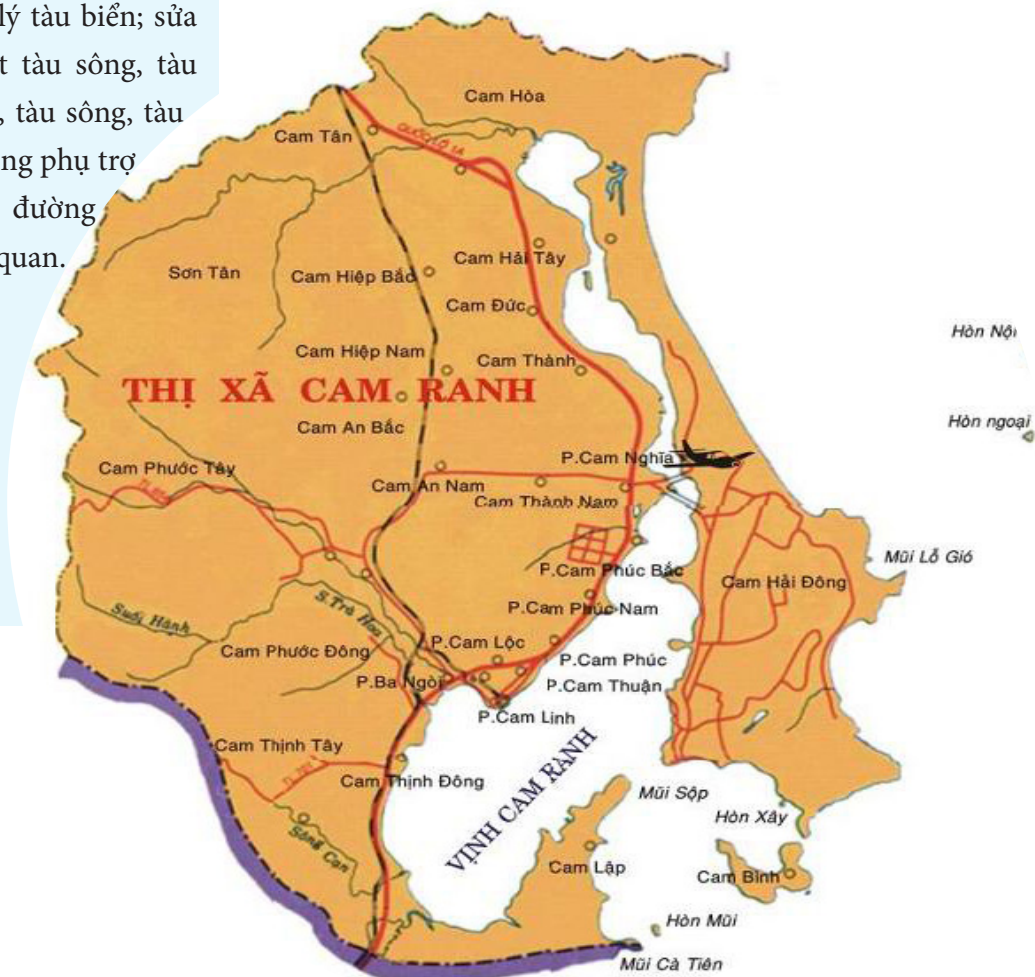 lý tàu biển; sửa
t tàu sông, tàu
, tàu sông, tàu
ng phụ trợ
đường
quan.
Cam Hòa
Cam Tân
QUỐC LỘ 1A
Sơn Tân
Cam Hiệp Bắc
Cam Hải Tây
Cam Đức
Hòn Nội
Cam Hiệp Nam
Cam Thành
THỊ XÃ CAM RANH
Cam An Bắc
Hòn ngoại
P.Cam Nghĩa
Cam Phước Tây
Cam An Nam
Cam Thành Nam
Mũi Lỗ Gió
P.Cam Phúc Bắc
Cam Hải Đông
P.Cam Phúc Nam
Suối Hành
S.Trà Hoa
P.Cam Lộc
Cam Phước Đông
P.Cam Phúc
P.Ba Ngòi
P.Cam Thuận
P.Cam Linh
Cam Thịnh Tây
Cam Thịnh Đông
VỊNH CAM RANH
Mũi Sộp
Hòn Xây
Sông Cạn
Cam Lập
Cam Bình
Hòn Mũi
Mũi Cà Tiên